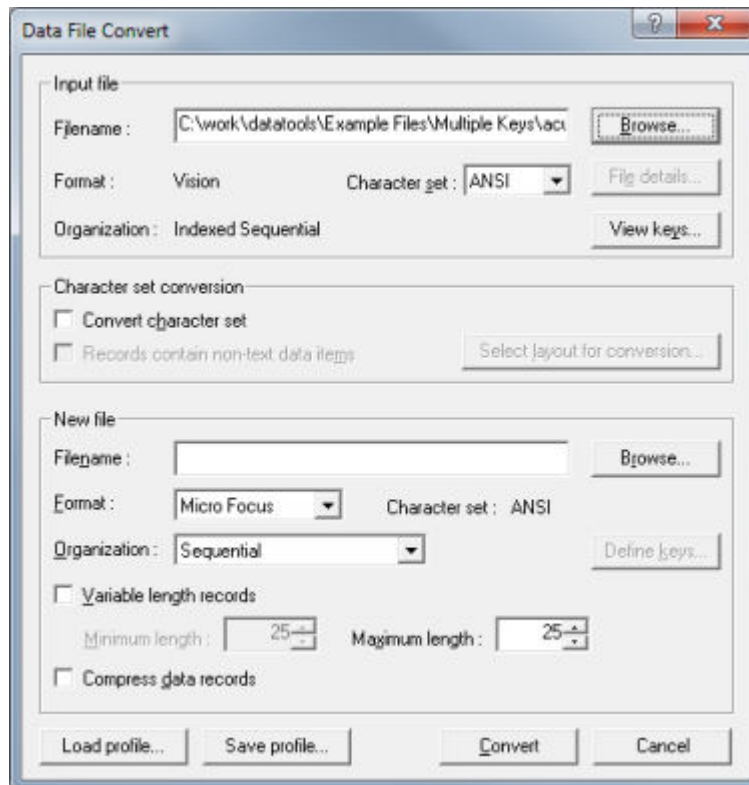 Data File Convert
Input file
Filename : C:\work\datatools\Example Files\Multiple Keys\acu Browse...
Format : Vision Character set : ANSI File details...
Organization : Indexed Sequential View keys...
Character set conversion
Convert character set
Records contain non-text data items Select layout for conversion...
New file
Filename : Browse...
Format : Micro Focus Character set : ANSI
Organization : Sequential Define keys...
Variable length records
Minimum length : 25 Maximum length : 25
Compress data records
Load profile... Save profile... Convert Cancel